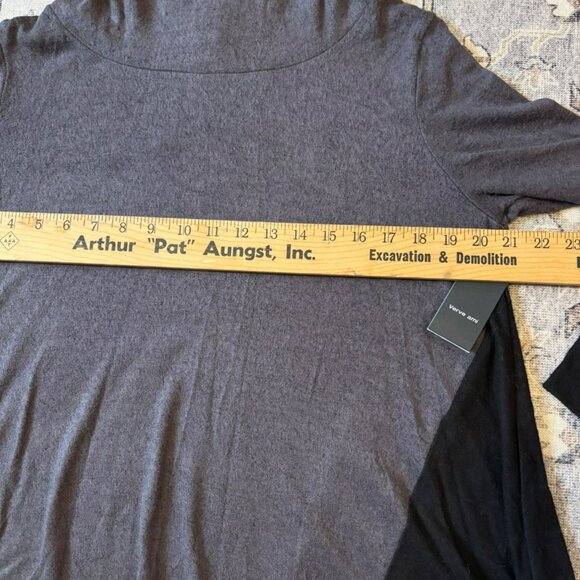 4 5 6 7 8 9 10 11 12 13 14 15 16 17 18 19 20 21 22 23
Arthur "Pat" Aungst, Inc. Excavation & Demolition
Verve ami